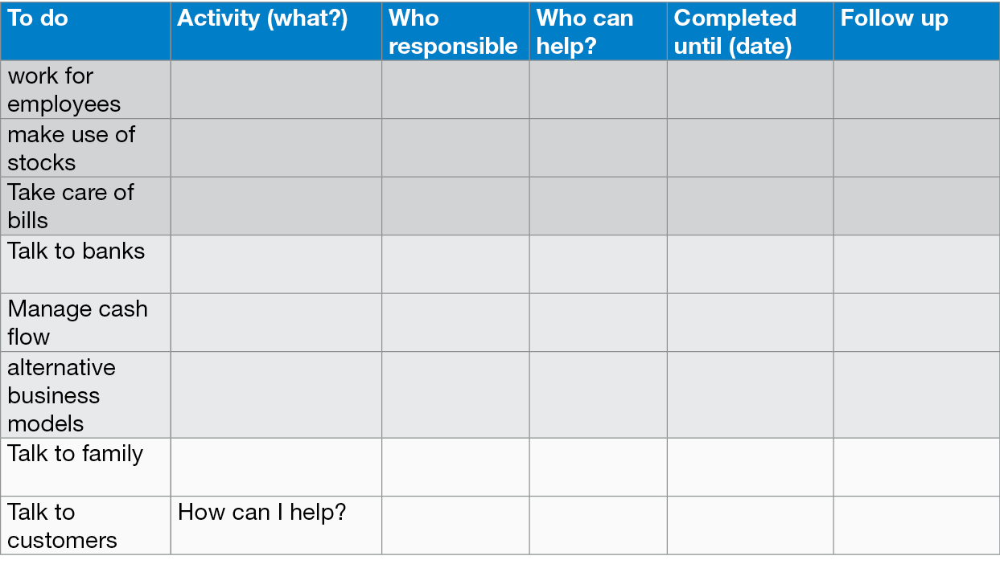 To do
Activity (what?)
Who
responsible
Who can
help?
Completed
until (date)
Follow up
work for
employees
make use of
stocks
Take care of
bills
Talk to banks
Manage cash
flow
alternative
business
models
Talk to family
Talk to
customers
How can I help?